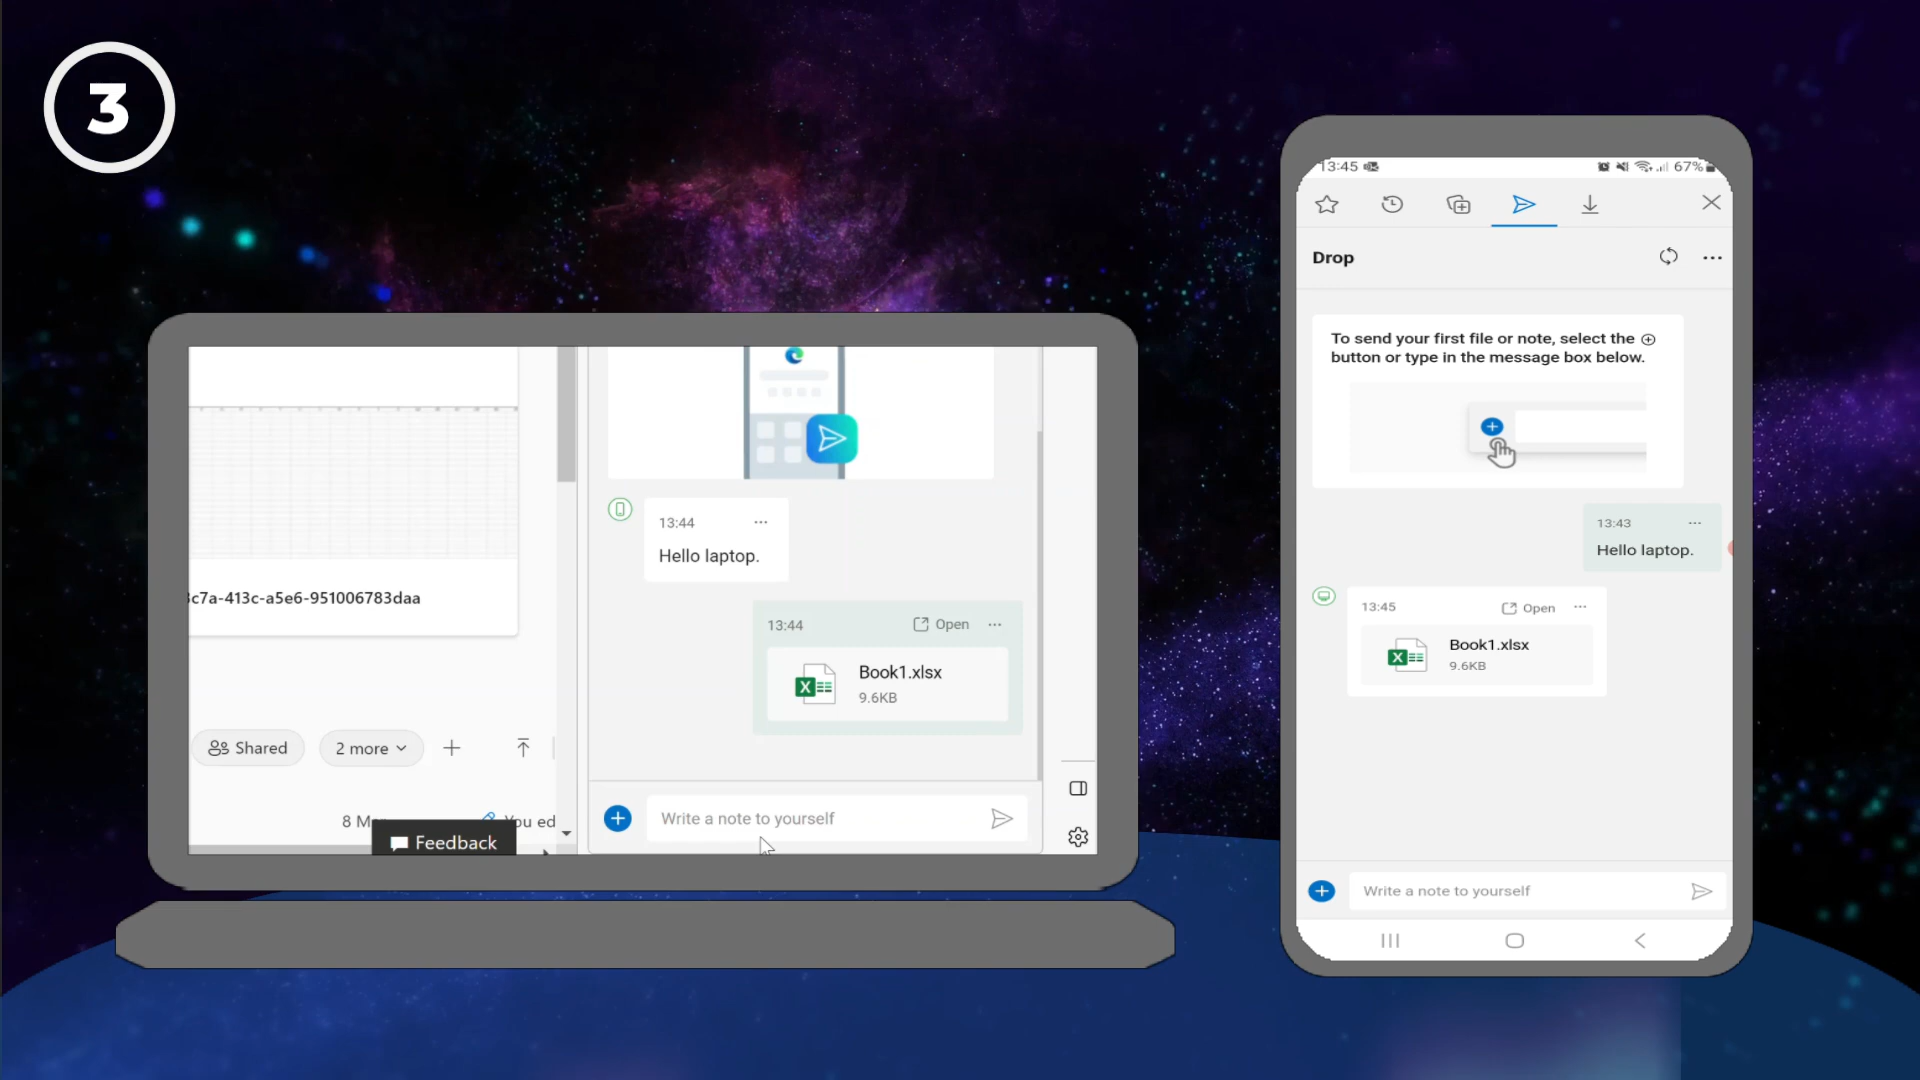 3
3c7a-413c-a5e6-951006783daa
Shared
2 more
You ed
Feedback
13:44
Hello laptop.
13:44
Open
Book1.xlsx
9.6KB
Write a note to yourself
13:45
67%
Drop
To send your first file or note, select the
button or type in the message box below.
13:43
Hello laptop.
13:45
Open
Book1.xlsx
9.6KB
Write a note to yourself